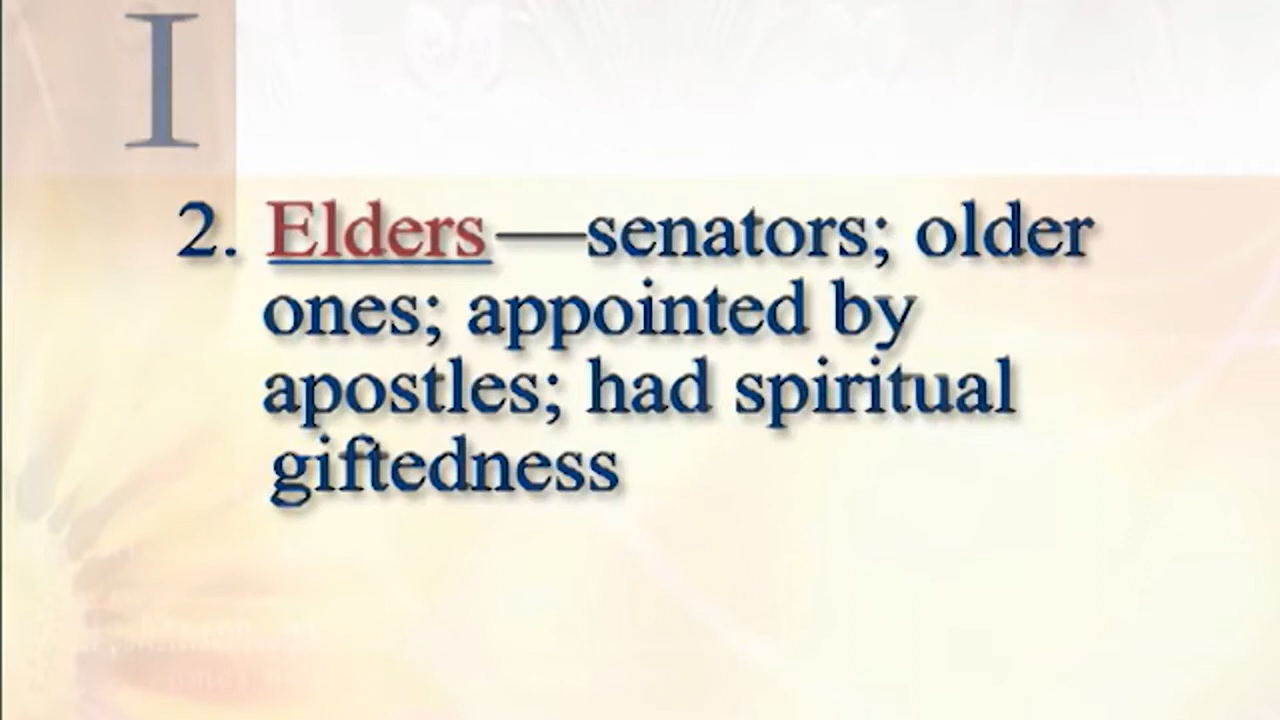 I
2. Elders—senators; older
ones; appointed by
apostles; had spiritual
giftedness